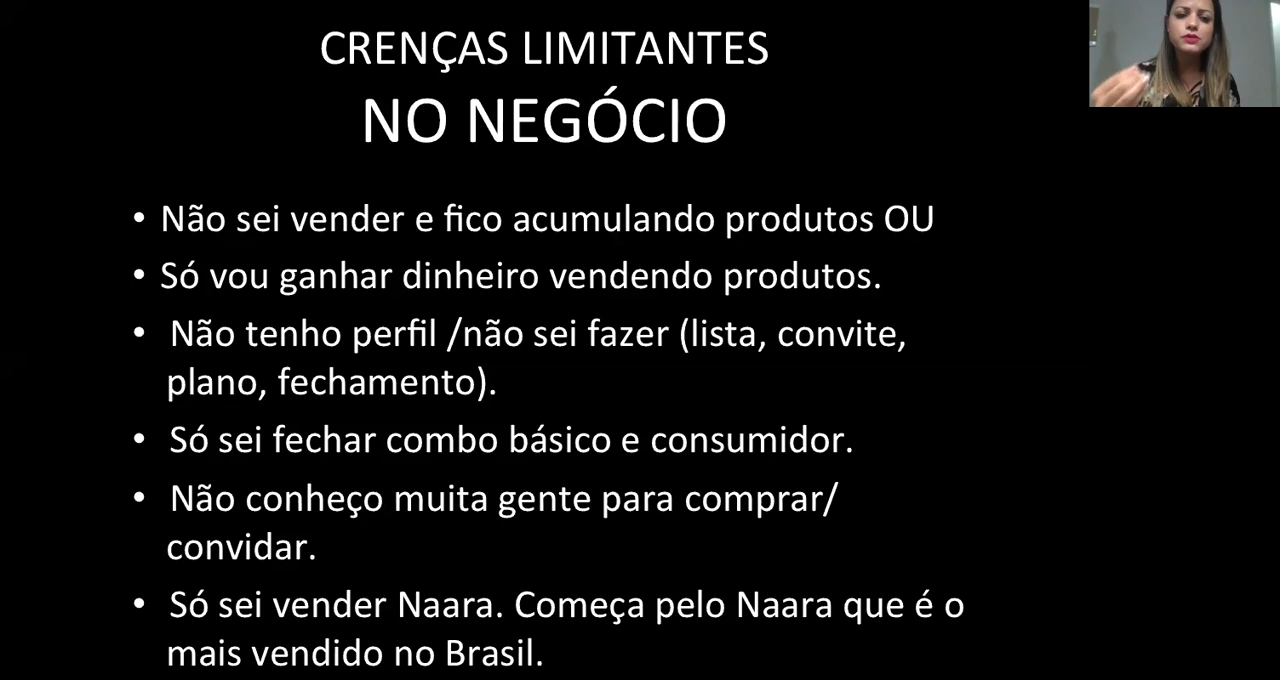 CRENÇAS LIMITANTES
NO NEGÓCIO
• Não sei vender e fico acumulando produtos OU
• Só vou ganhar dinheiro vendendo produtos.
• Não tenho perfil /não sei fazer (lista, convite,
plano, fechamento).
• Só sei fechar combo básico e consumidor.
• Não conheço muita gente para comprar/
convidar.
• Só sei vender Naara. Começa pelo Naara que é o
mais vendido no Brasil.